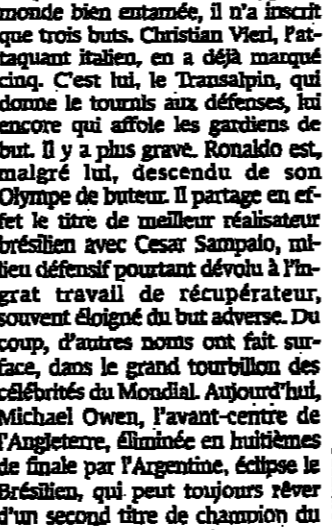 monde bien entamée, il n'a inscrit
que trois buts. Christian Vieri, l'at-
taquant italien, en a déjà marqué
cinq. C'est lui, le Transalpin, qui
donne le tournis aux défenses, lui
encore qui affole les gardiens de
but. Il y a plus grave. Ronaldo est,
malgré lui, descendu de son
Olympe de buteur. Il partage en ef-
fet le titre de meilleur réalisateur
brésilien avec Cesar Sampaio, mi-
lieu défensif pourtant dévolu à l'in-
grat travail de récupérateur,
souvent éloigné du but adverse. Du
coup, d'autres noms ont fait sur-
face, dans le grand tourbillon des
célébrités du Mondial. Aujourd'hui,
Michael Owen, l'avant-centre de
l'Angleterre, éliminée en huitièmes
de finale par l'Argentine, éclipse le
Brésilien, qui peut toujours rêver
d'un second titre de champion du